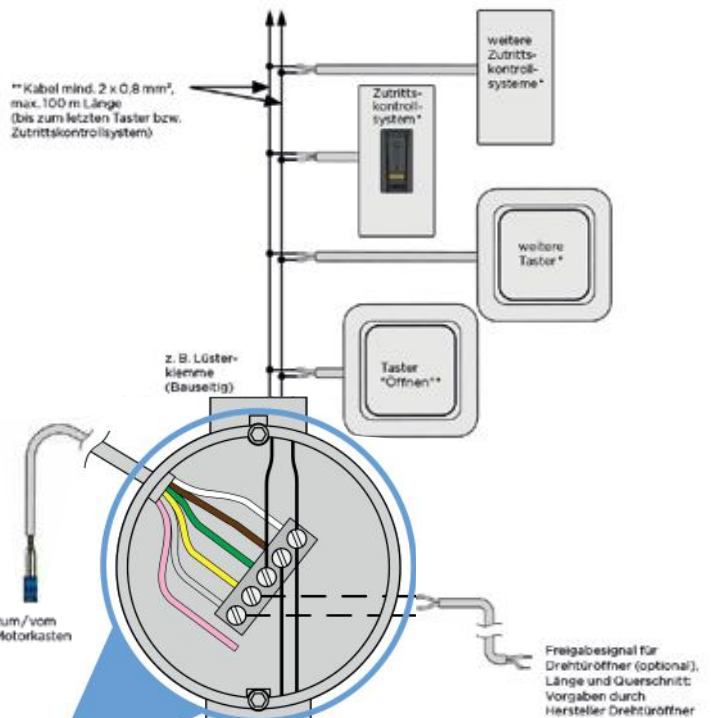 weitere
Zutritts-
kontroll-
systeme*
**Kabel mind. 2 x 0,8 mm²,
max. 100 m Länge
(bis zum letzten Taster bzw.
Zutrittskontrollsystem)
Zutritts-
kontroll-
system*
weitere
Taster*
z. B. Lüster-
klemme
(Bauseitig)
Taster
"Öffnen"*
um/vom
Motorkasten
Freigabesignal für
Drehtüröffner (optional),
Länge und Querschnitt:
Vorgaben durch
Hersteller Drehtüröffner